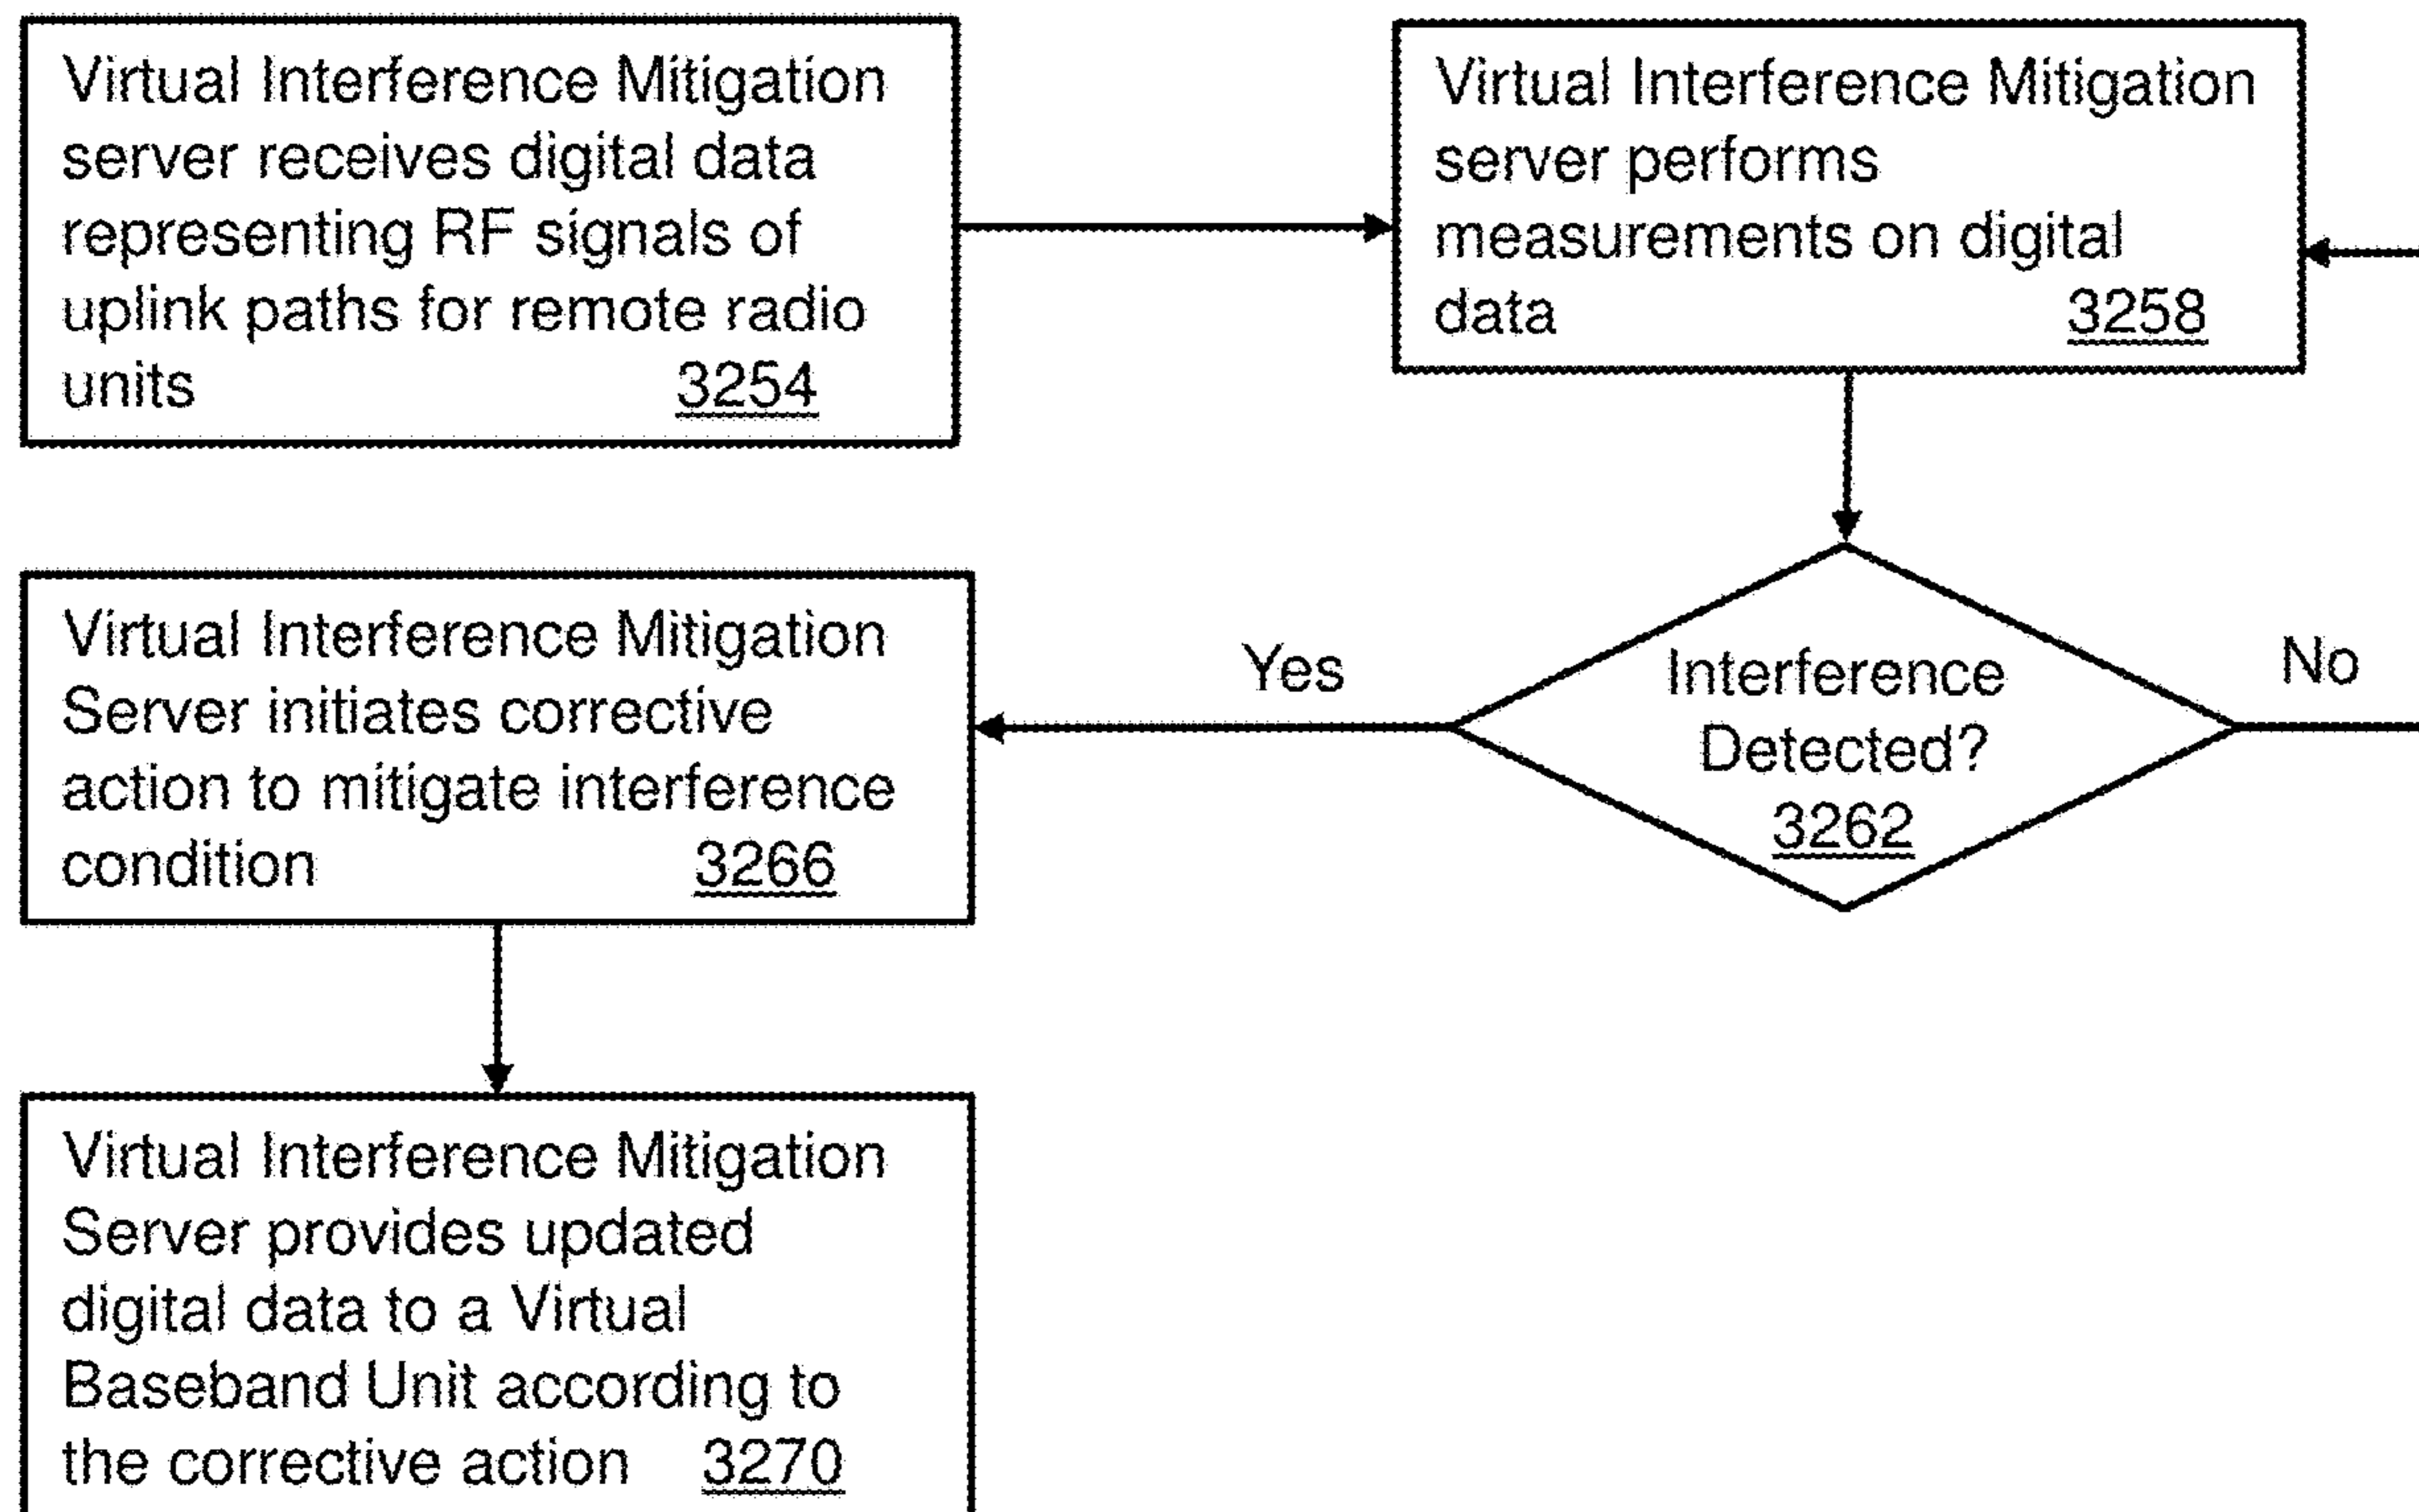 Virtual Interference Mitigation
server receives digital data
representing RF signals of
uplink paths for remote radio
units 3254
Virtual Interference Mitigation
server performs
measurements on digital
data 3258
Interference
Detected?
3262
Yes
No
Virtual Interference Mitigation
Server initiates corrective
action to mitigate interference
condition 3266
Virtual Interference Mitigation
Server provides updated
digital data to a Virtual
Baseband Unit according to
the corrective action 3270